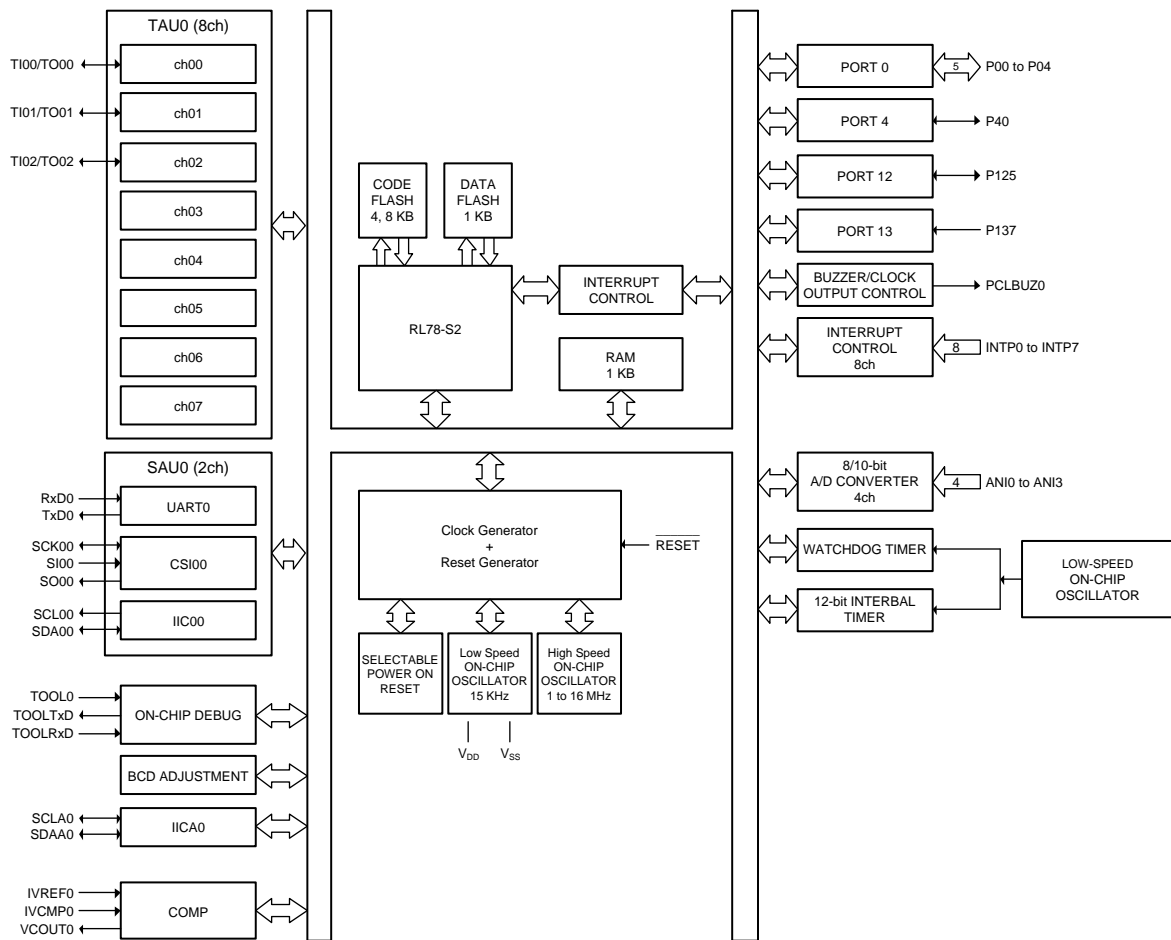 TAU0 (8ch)
TI00/TO00
ch00
TI01/TO01
ch01
TI02/TO02
ch02
ch03
ch04
ch05
ch06
ch07
SAU0 (2ch)
RxD0
TxD0
UART0
SCK00
SI00
SO00
CSI00
SCL00
SDA00
IIC00
TOOL0
TOOLTxD
TOOLRxD
ON-CHIP DEBUG
BCD ADJUSTMENT
SCLA0
SDAA0
IICA0
IVREF0
IVCMP0
VCOUT0
COMP
CODE
FLASH
4, 8 KB
DATA
FLASH
1 KB
RL78-S2
INTERRUPT
CONTROL
RAM
1 KB
Clock Generator
+
Reset Generator
RESET
SELECTABLE
POWER ON
RESET
Low Speed
ON-CHIP
OSCILLATOR
15 KHz
High Speed
ON-CHIP
OSCILLATOR
1 to 16 MHz
VDD
VSS
PORT 0
5
P00 to P04
PORT 4
P40
PORT 12
P125
PORT 13
P137
BUZZER/CLOCK
OUTPUT CONTROL
PCLBUZ0
INTERRUPT
CONTROL
8ch
8
INTP0 to INTP7
8/10-bit
A/D CONVERTER
4ch
4
ANI0 to ANI3
WATCHDOG TIMER
12-bit INTERBAL
TIMER
LOW-SPEED
ON-CHIP
OSCILLATOR